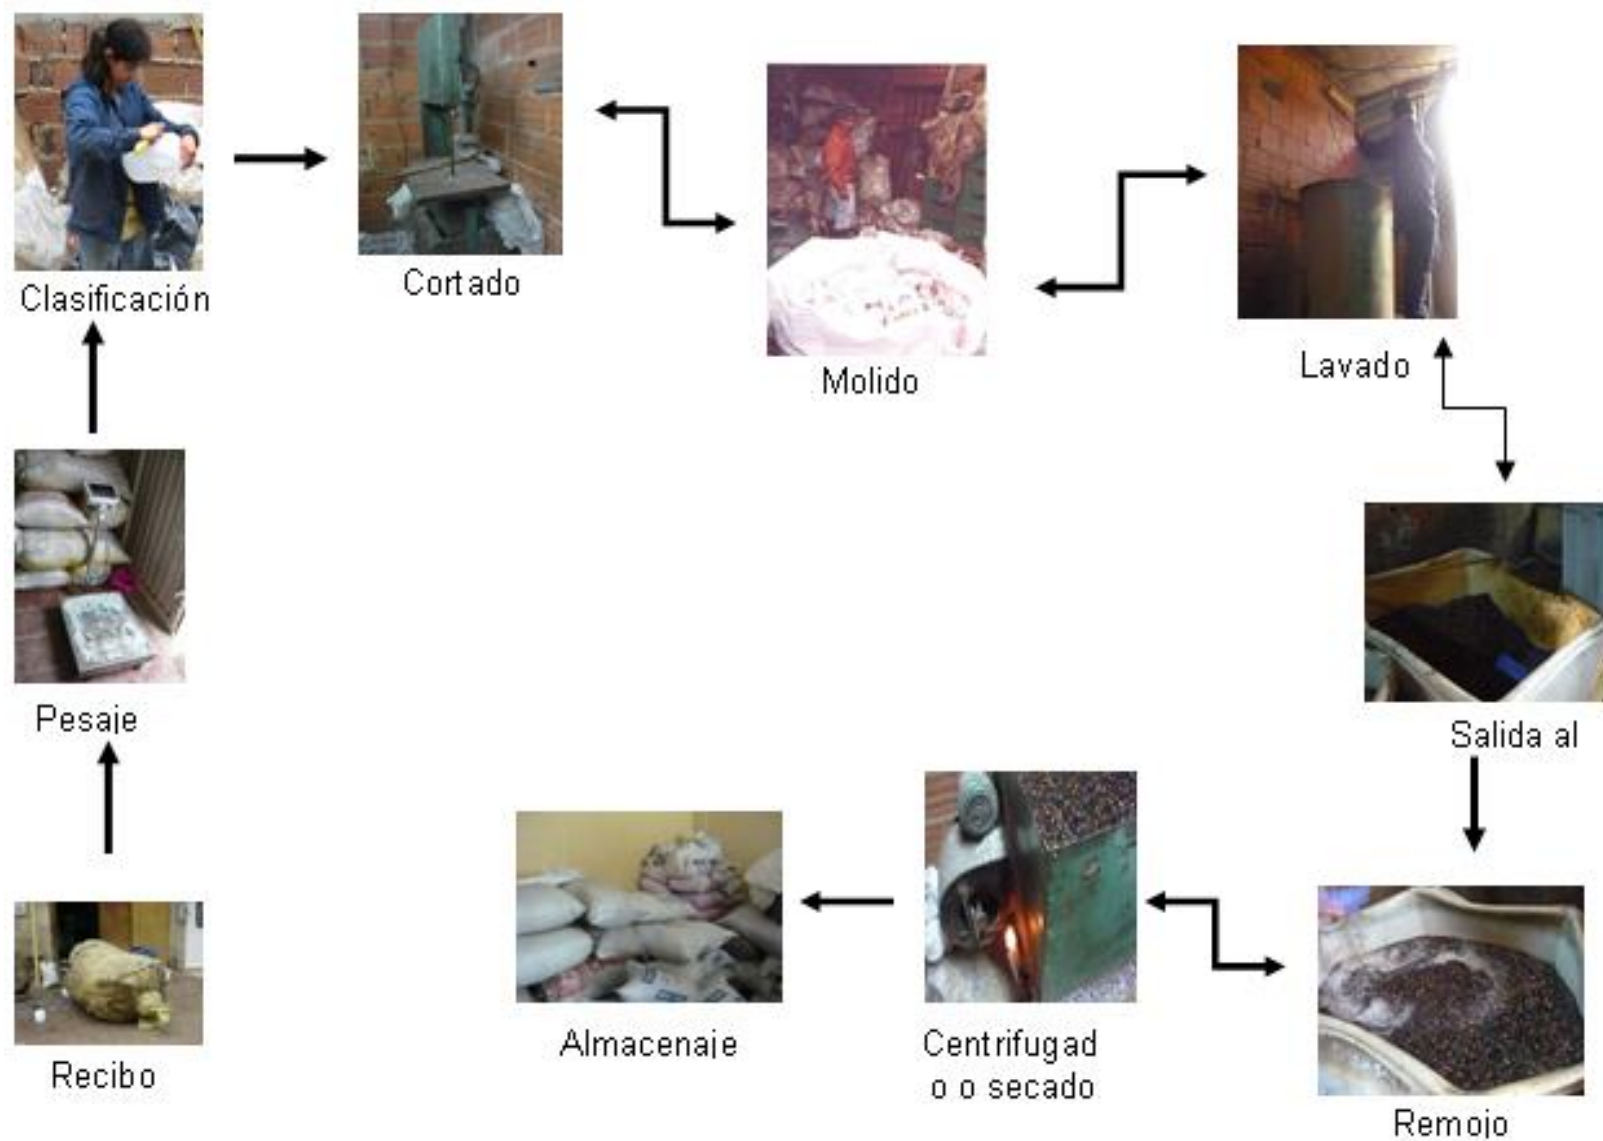 Clasificación
Cortado
Molido
Lavado
Pesaje
Salida al
Recibo
Almacenaje
Centrifugad
o o secado
Remojo